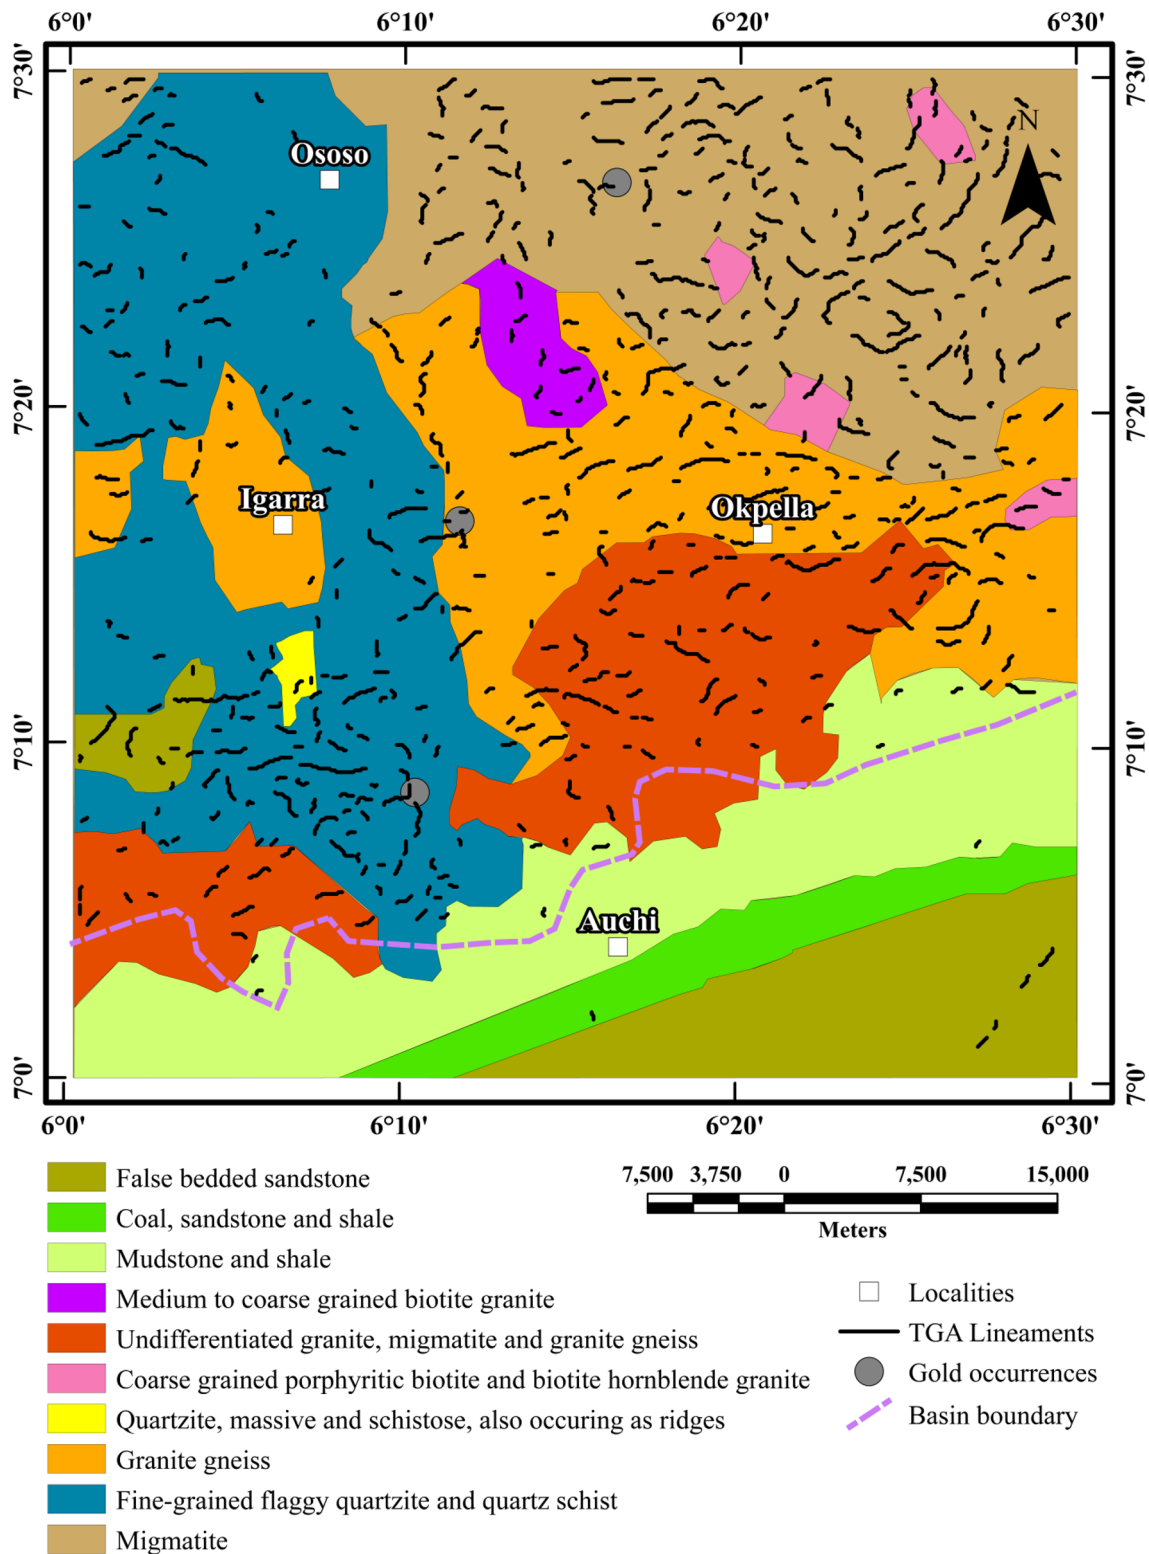 6°0' 6°10' 6°20' 6°30'
7°30' 7°30'
N
Ososo
7°20' 7°20'
Igarra
Okpella
7°10' 7°10'
Auchi
7°0' 7°0'
6°0' 6°10' 6°20' 6°30'
False bedded sandstone
Coal, sandstone and shale
Mudstone and shale
Medium to coarse grained biotite granite
Undifferentiated granite, migmatite and granite gneiss
Coarse grained porphyritic biotite and biotite hornblende granite
Quartzite, massive and schistose, also occuring as ridges
Granite gneiss
Fine-grained flaggy quartzite and quartz schist
Migmatite
7,500 3,750 0 7,500 15,000
Meters
Localities
TGA Lineaments
Gold occurrences
Basin boundary